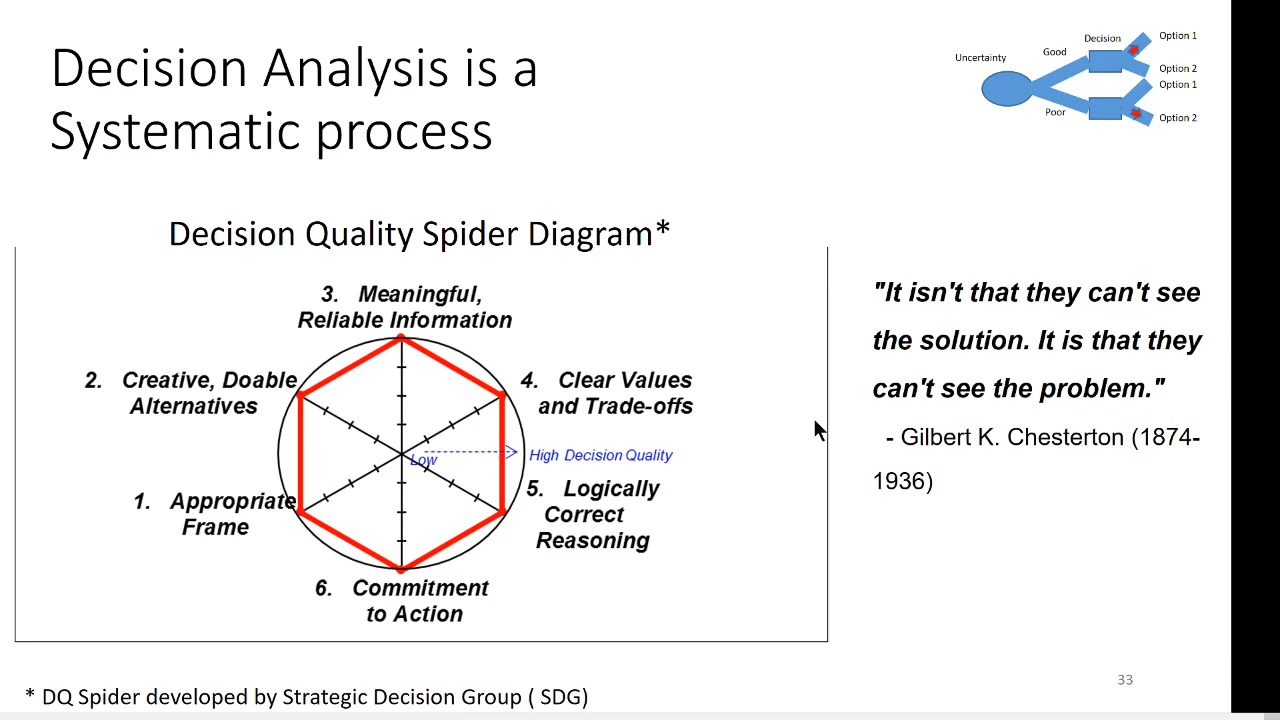 Decision Analysis is a
Systematic process
Uncertainty
Good
Poor
Decision
Option 1
Option 2
Option 1
Option 2
Decision Quality Spider Diagram*
3. Meaningful,
Reliable Information
2. Creative, Doable
Alternatives
4. Clear Values
and Trade-offs
Low
High Decision Quality
1. Appropriate
Frame
5. Logically
Correct
Reasoning
6. Commitment
to Action
"It isn't that they can't see
the solution. It is that they
can't see the problem."
- Gilbert K. Chesterton (1874-
1936)
* DQ Spider developed by Strategic Decision Group ( SDG)
33